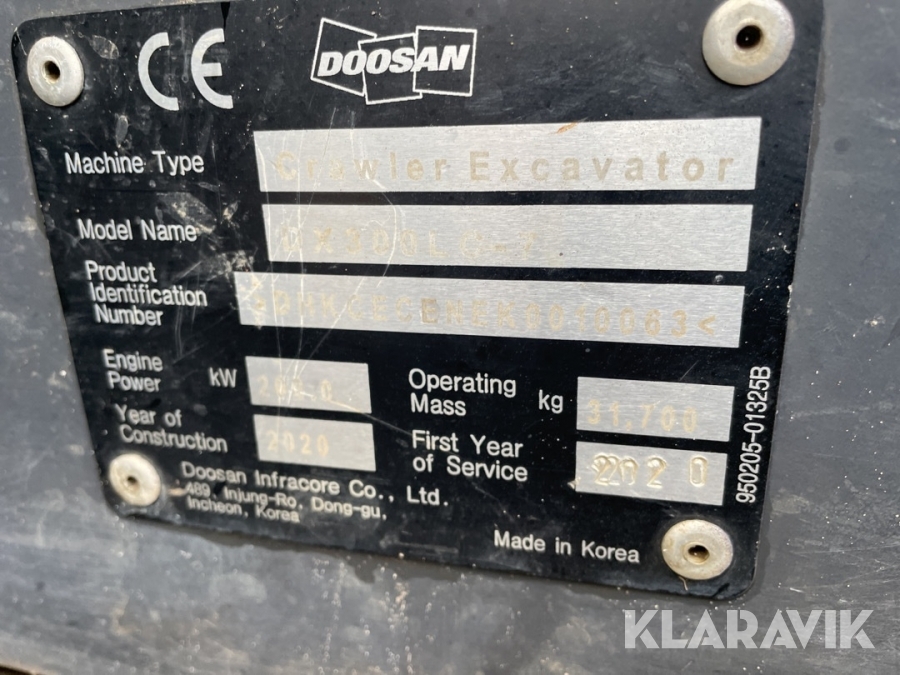 CE
DOOSAN
Machine Type Crawler Excavator
Model Name
Product
Identification
Number
Engine
Power kW
Operating
Mass kg 31,700
Year of
Construction 2020
First Year
of Service 2020
Doosan Infracore Co., Ltd.
489, Injung-Ro, Dong-gu,
Incheon, Korea
Made in Korea
950205-01325B
KLARAVIK